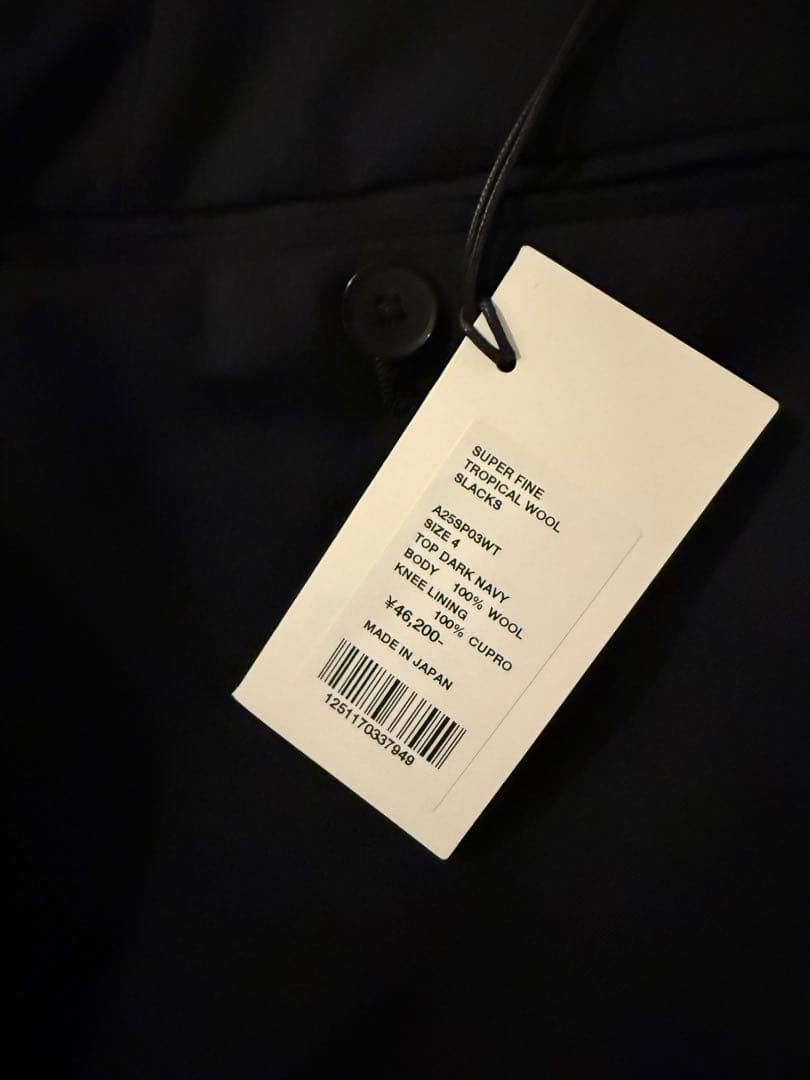 SUPER FINE
TROPICAL WOOL
SLACKS
A25SP03WT
SIZE 4
TOP DARK NAVY
BODY 100% WOOL
KNEE LINING
100% CUPRO
¥46,200-
MADE IN JAPAN
1251170337949